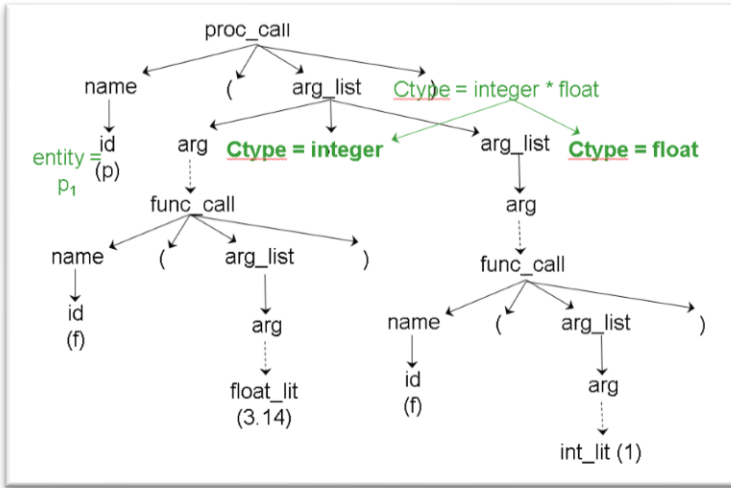 proc_call
name ( arg_list ) Ctype = integer * float
id
(p)
entity =
p1
arg Ctype = integer , arg_list Ctype = float
func_call arg
name ( arg_list ) func_call
id
(f)
arg name ( arg_list )
float_lit
(3.14)
id
(f)
arg
int_lit (1)